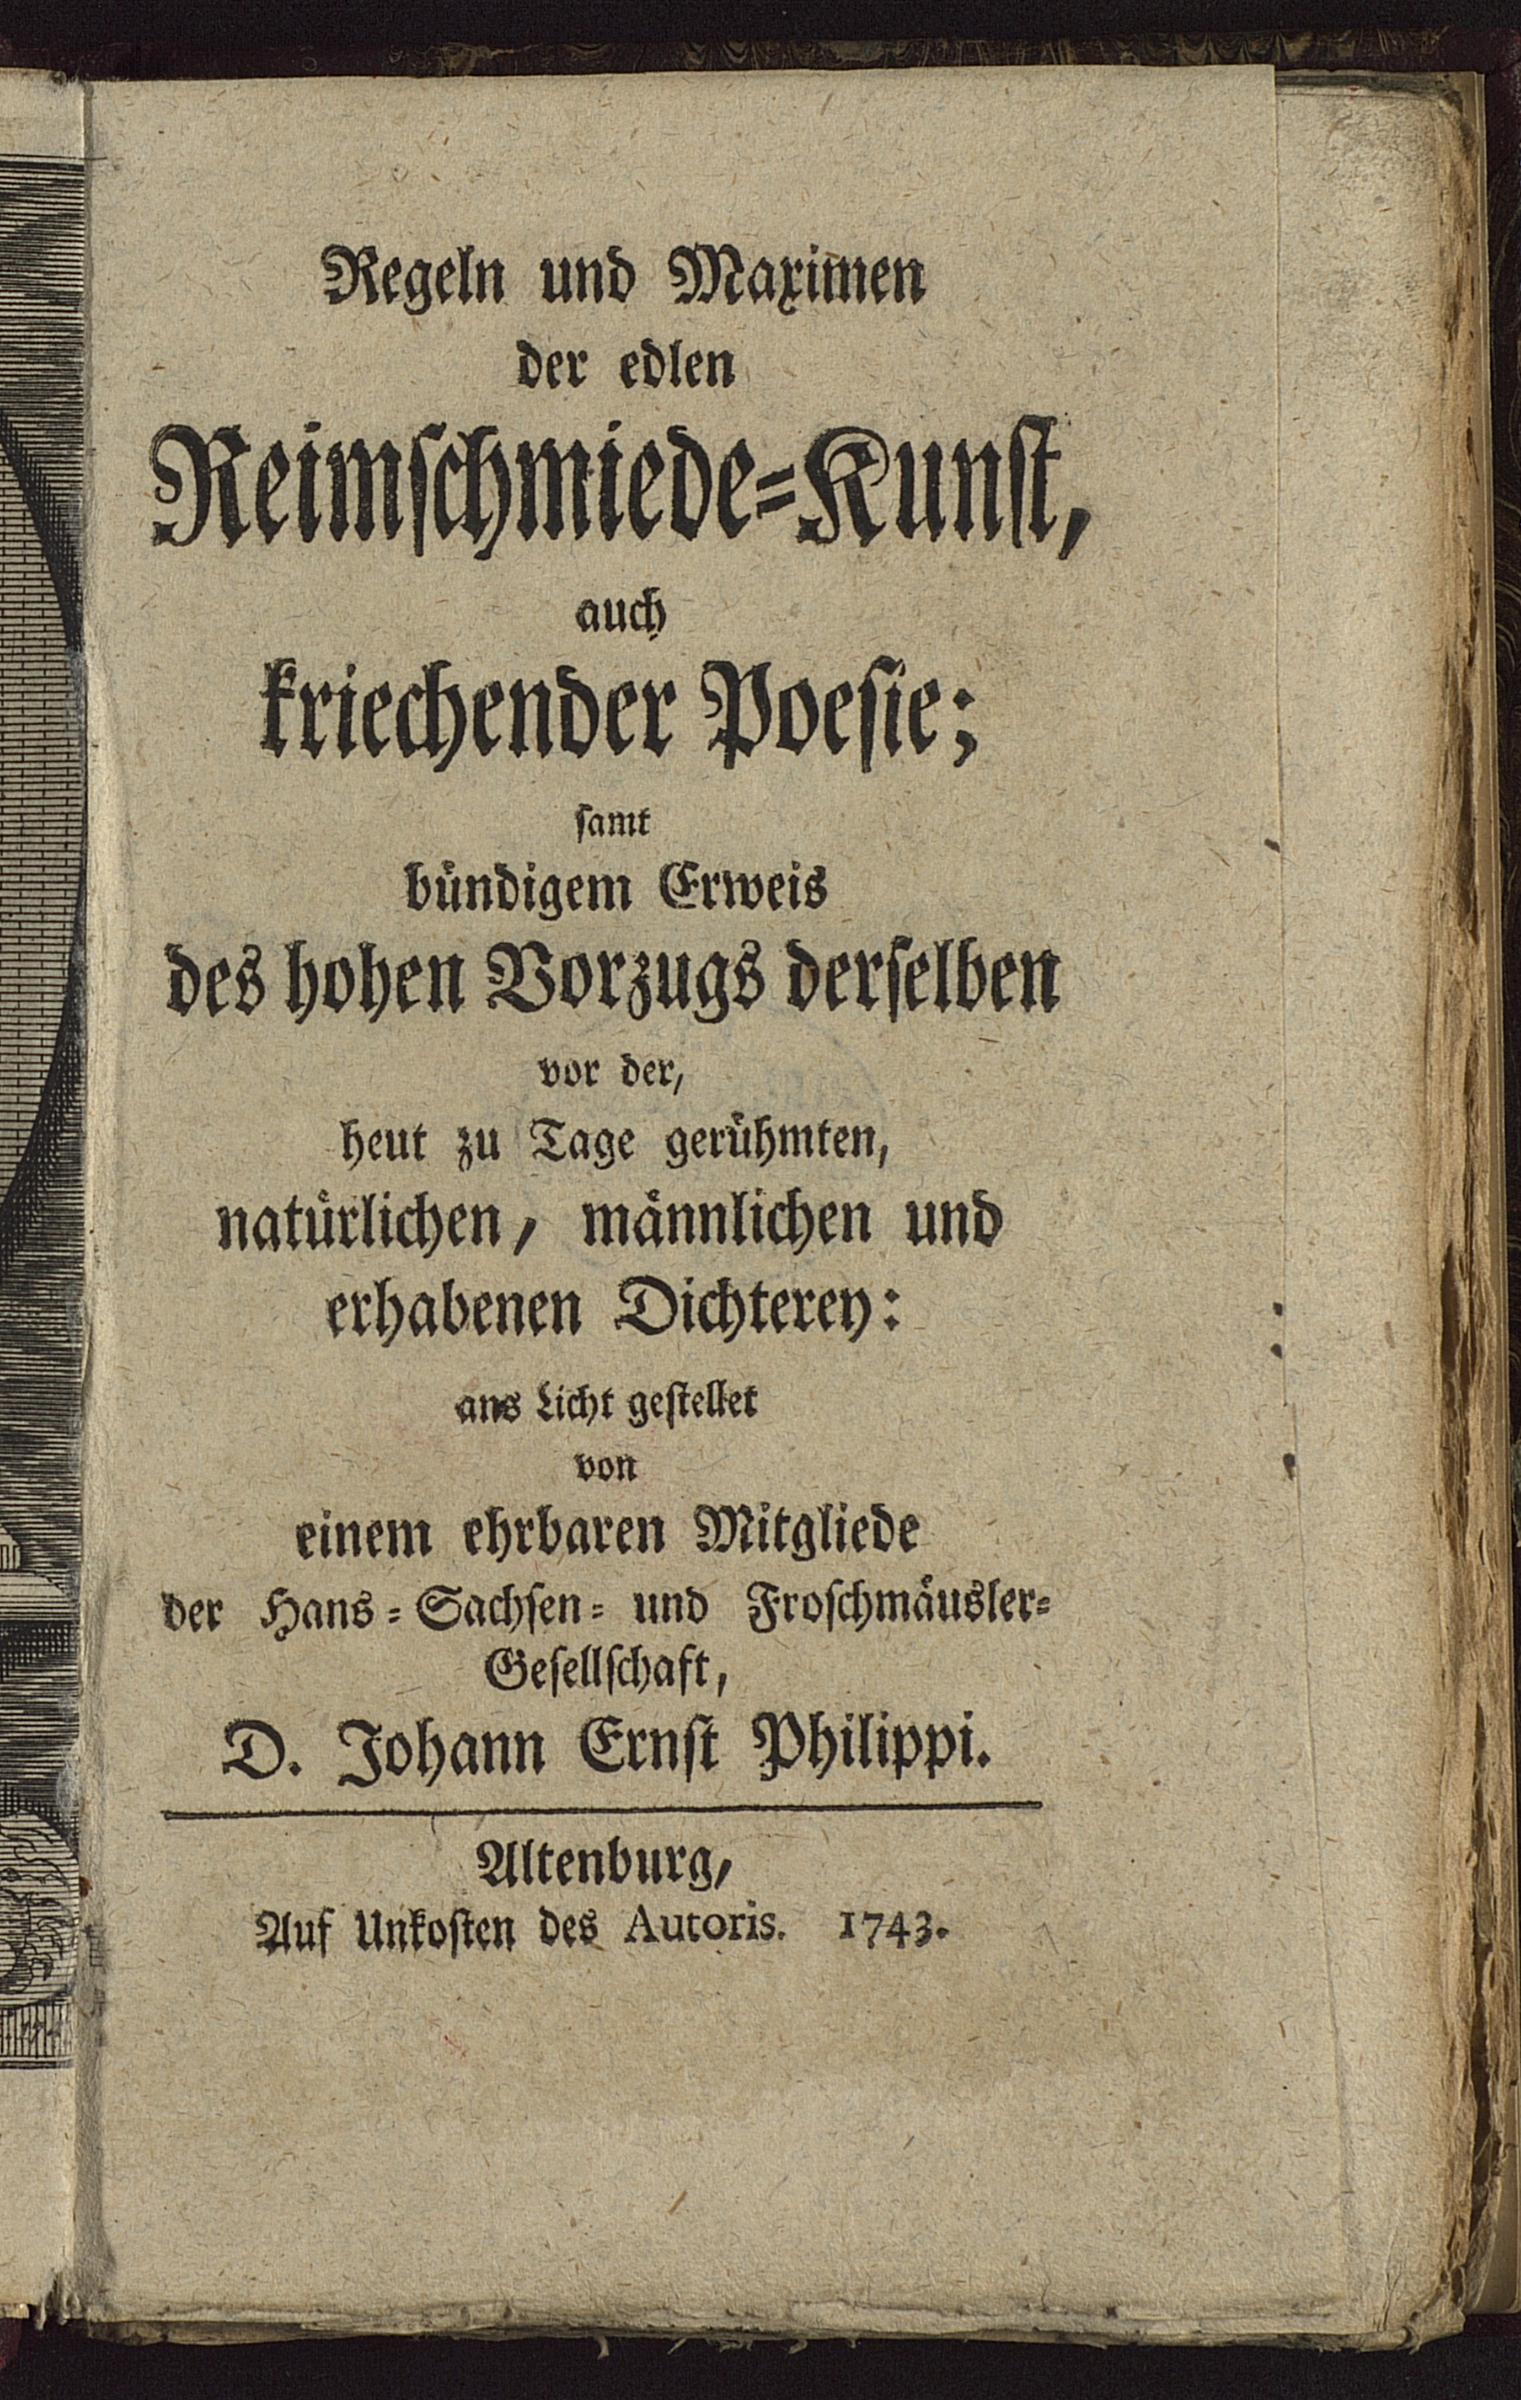 Regeln und Maximen
der edlen
Reimschmiede=Kunst,
auch
kriechender Poesie;
samt
bündigem Erweis
des hohen Vorzugs derselben
vor der,
heut zu Tage gerühmten,
natürlichen, männlichen und
erhabenen Dichterey:
ans Licht gestellet
von
einem ehrbaren Mitgliede
der Hans=Sachsen= und Froschmäusler=
Gesellschaft,
D. Johann Ernst Philippi.
Altenburg,
Auf Unkosten des Autoris. 1743.